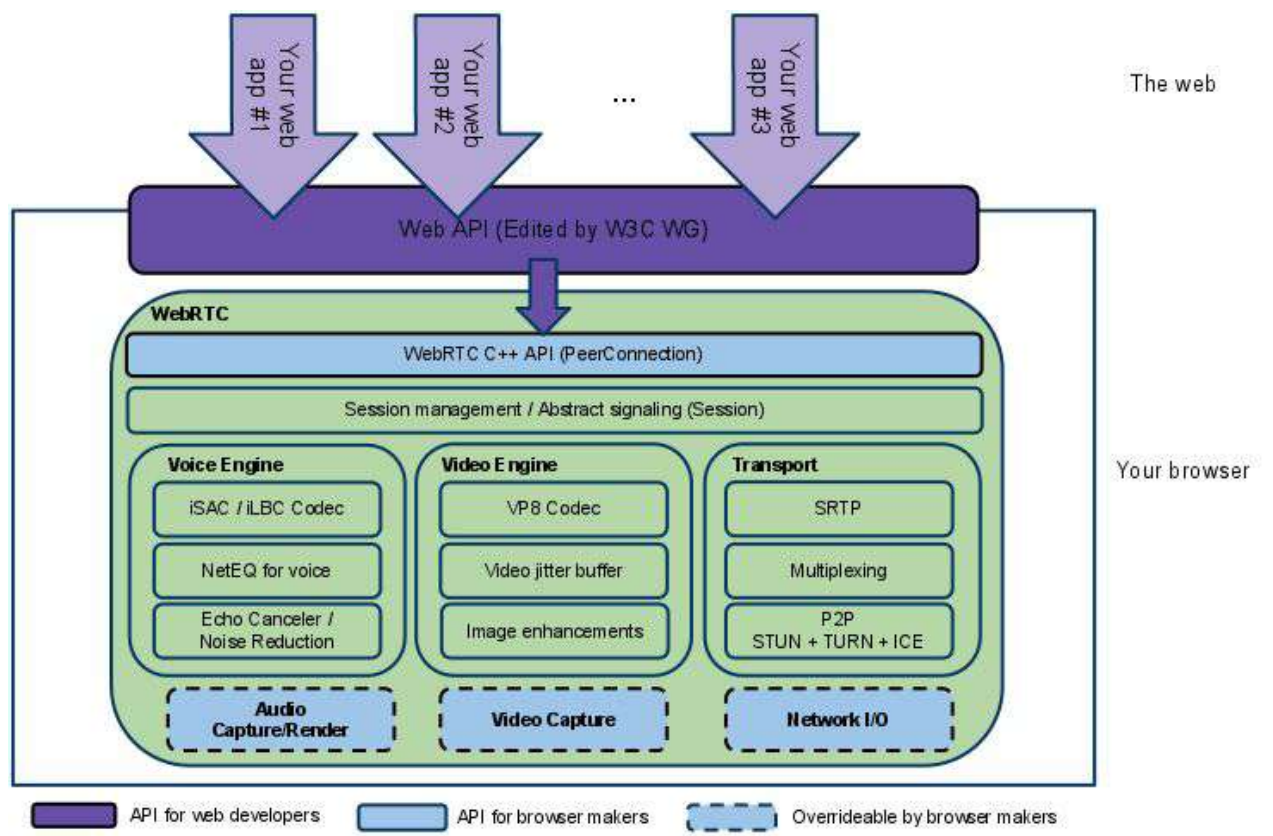 Your web
app #1
Your web
app #2
...
Your web
app #3
The web
Web API (Edited by W3C WG)
WebRTC
WebRTC C++ API (PeerConnection)
Session management / Abstract signaling (Session)
Your browser
Voice Engine
iSAC / iLBC Codec
NetEQ for voice
Echo Canceler /
Noise Reduction
Video Engine
VP8 Codec
Video jitter buffer
Image enhancements
Transport
SRTP
Multiplexing
P2P
STUN + TURN + ICE
Audio
Capture/Render
Video Capture
Network I/O
API for web developers
API for browser makers
Overrideable by browser makers